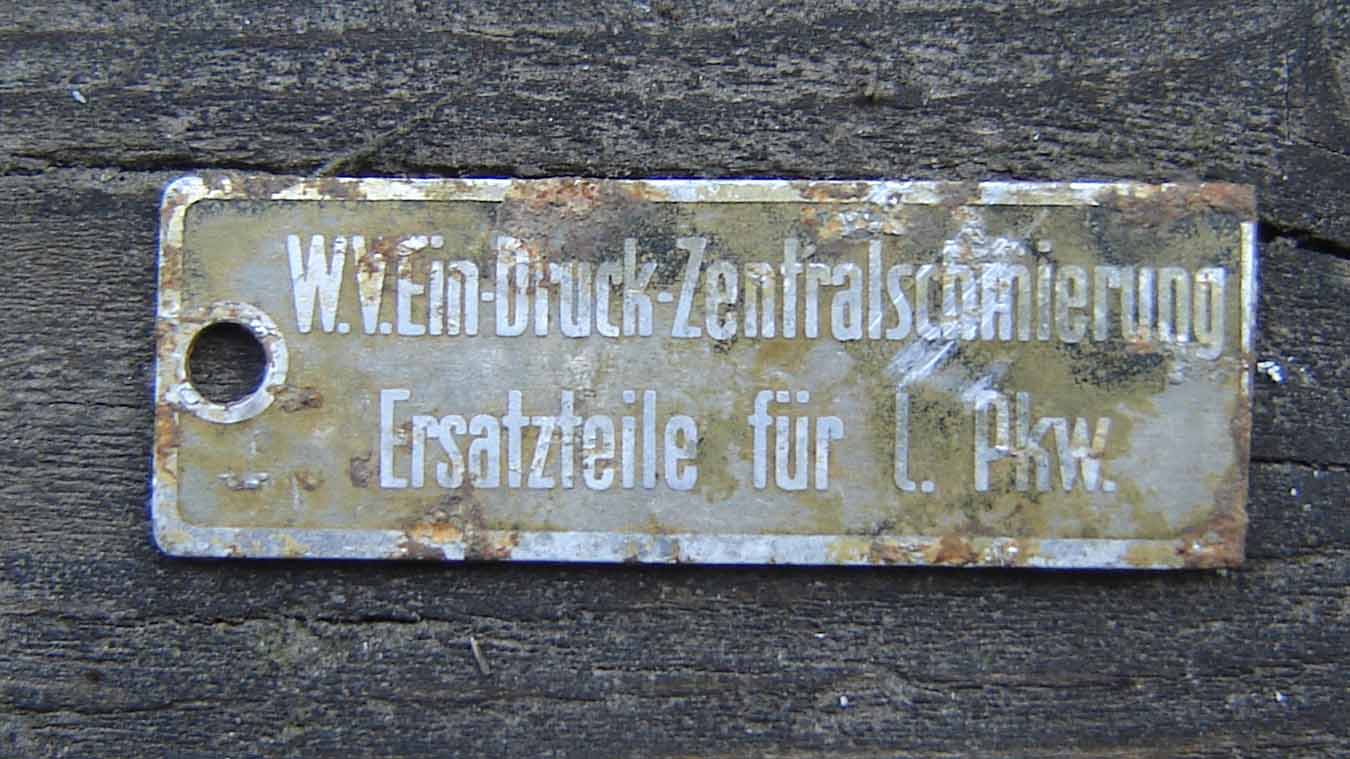 W.V.Ein-Druck-Zentralschmierung
Ersatzteile für l. Pkw.